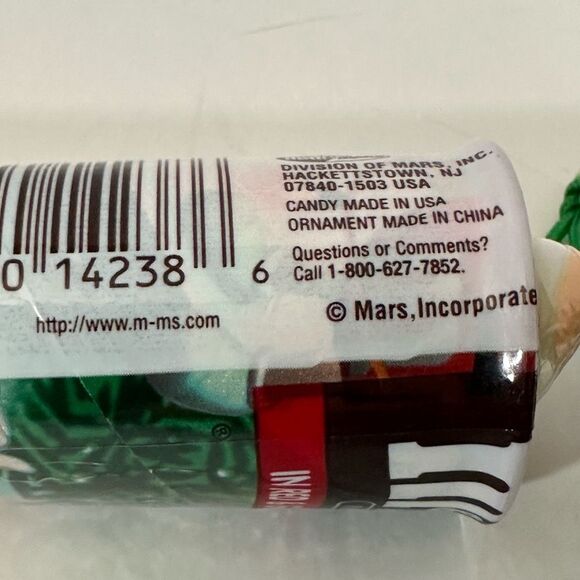 DIVISION OF MARS, INC.
HACKETTSTOWN, NJ
07840-1503 USA
CANDY MADE IN USA
ORNAMENT MADE IN CHINA
Questions or Comments?
Call 1-800-627-7852.
© Mars,Incorporate
0 14238 6
http://www.m-ms.com
®